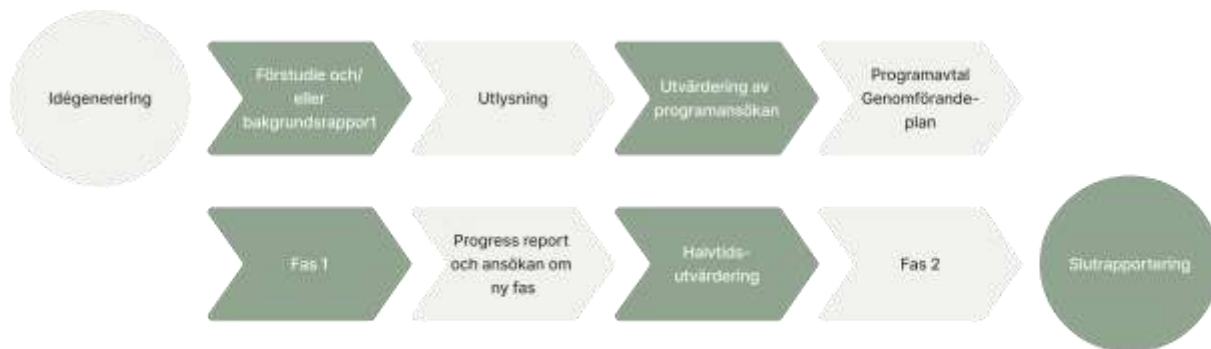 Idégenerering
Förstudie och/
eller
bakgrundsrapport
Utlysning
Utvärdering av
programansökan
Programavtal
Genomförande-
plan
Fas 1
Progress report
och ansökan om
ny fas
Halvtids-
utvärdering
Fas 2
Slutrapportering